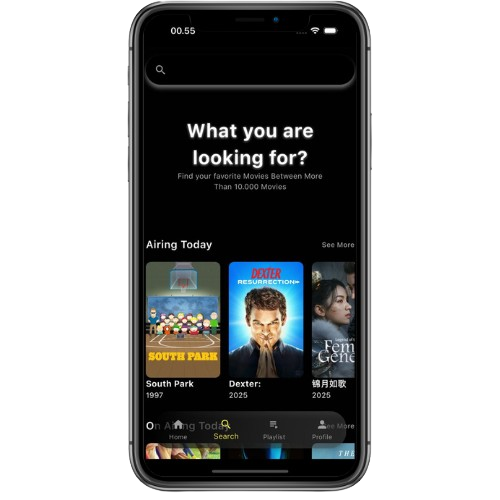 00.55
What you are
looking for?
Find your favorite Movies Between More
Than 10.000 Movies
Airing Today
See More
SOUTH PARK
DEXTER
RESURRECTION
Fem
Gene
South Park
1997
Dexter:
2025
锦月如歌
2025
On Airing Today
See More
Home
Search
Playlist
Profile
THE